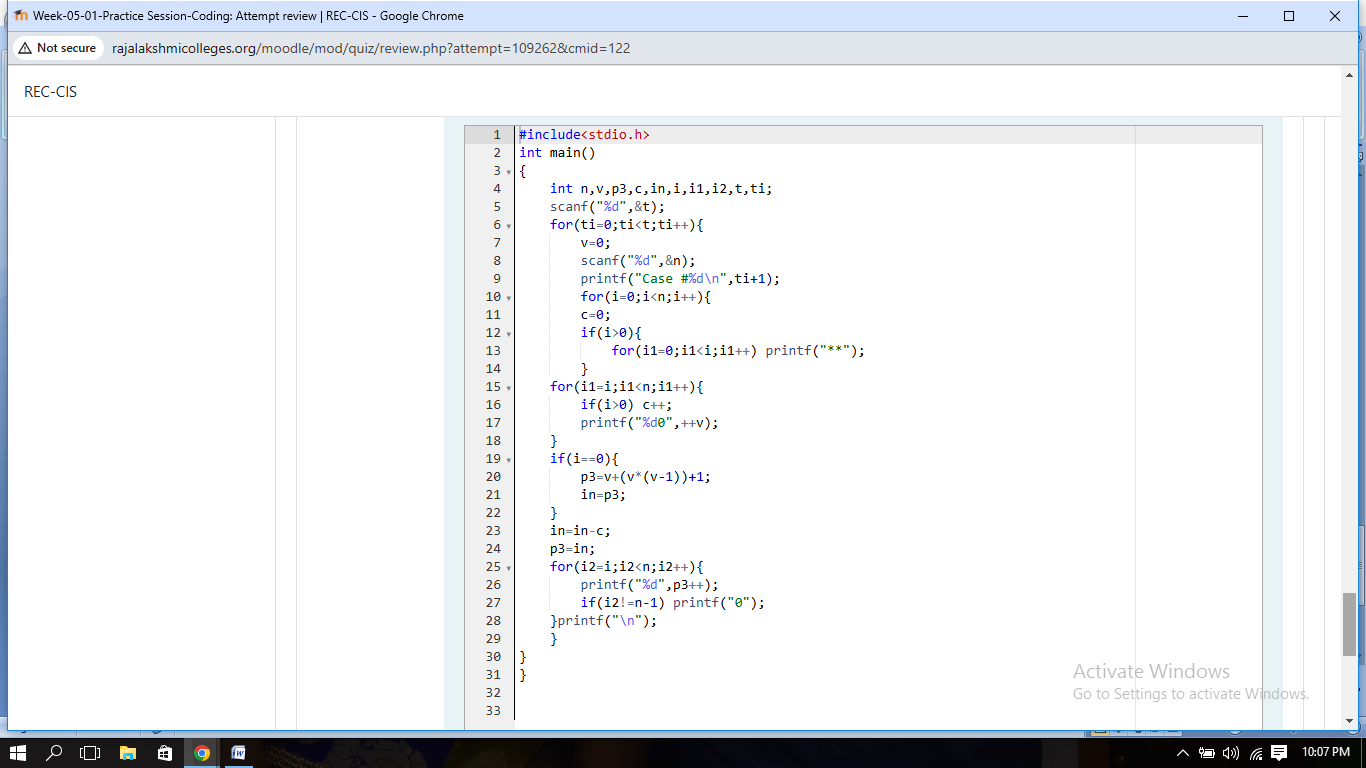 Week-05-01-Practice Session-Coding: Attempt review | REC-CIS - Google Chrome
Not secure rajalakshmicolleges.org/moodle/mod/quiz/review.php?attempt=109262&cmid=122
REC-CIS
1 #include<stdio.h>
2 int main()
3 {
4     int n,v,p3,c,in,i,i1,i2,t,ti;
5     scanf("%d",&t);
6     for(ti=0;ti<t;ti++){
7         v=0;
8         scanf("%d",&n);
9         printf("Case #%d\n",ti+1);
10         for(i=0;i<n;i++){
11         c=0;
12         if(i>0){
13             for(i1=0;i1<i;i1++) printf("**");
14         }
15     for(i1=i;i1<n;i1++){
16         if(i>0) c++;
17         printf("%d0",++v);
18     }
19     if(i==0){
20         p3=v+(v*(v-1))+1;
21         in=p3;
22     }
23     in=in-c;
24     p3=in;
25     for(i2=i;i2<n;i2++){
26         printf("%d",p3++);
27         if(i2!=n-1) printf("0");
28     }printf("\n");
29     }
30 }
31 }
32
33
Activate Windows
Go to Settings to activate Windows.
10:07 PM